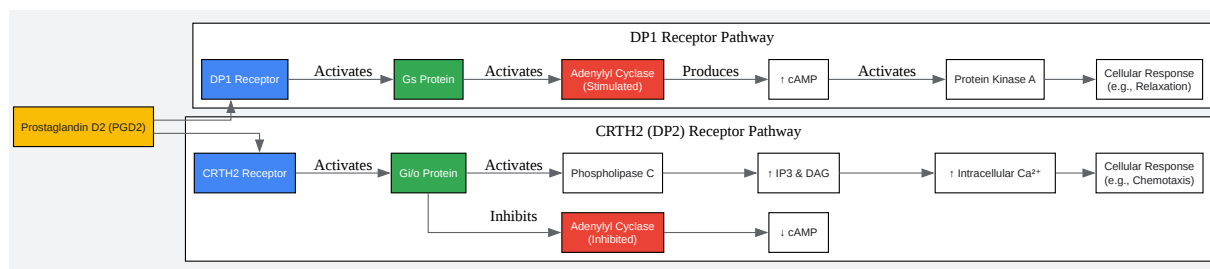 DP1 Receptor Pathway
DP1 Receptor
Activates
Gs Protein
Activates
Adenylyl Cyclase
(Stimulated)
Produces
↑ cAMP
Activates
Protein Kinase A
Cellular Response
(e.g., Relaxation)
Prostaglandin D2 (PGD2)
CRTH2 (DP2) Receptor Pathway
CRTH2 Receptor
Activates
Gi/o Protein
Activates
Phospholipase C
↑ IP3 & DAG
↑ Intracellular Ca²⁺
Cellular Response
(e.g., Chemotaxis)
Inhibits
Adenylyl Cyclase
(Inhibited)
↓ cAMP